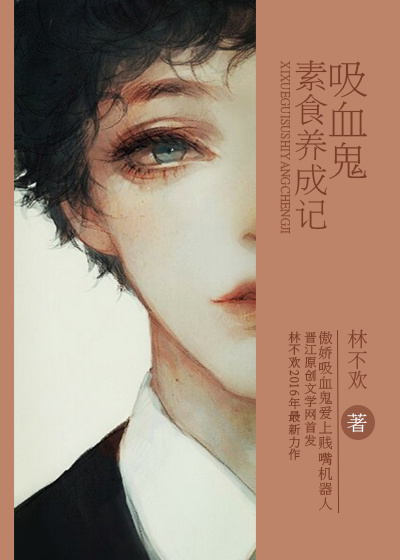 吸血鬼
素食养成记
XIXUEGUISUSHIYANGCHENGJI
林不欢
著
傲娇吸血鬼爱上贱嘴机器人
晋江原创文学网首发
林不欢2016年最新力作